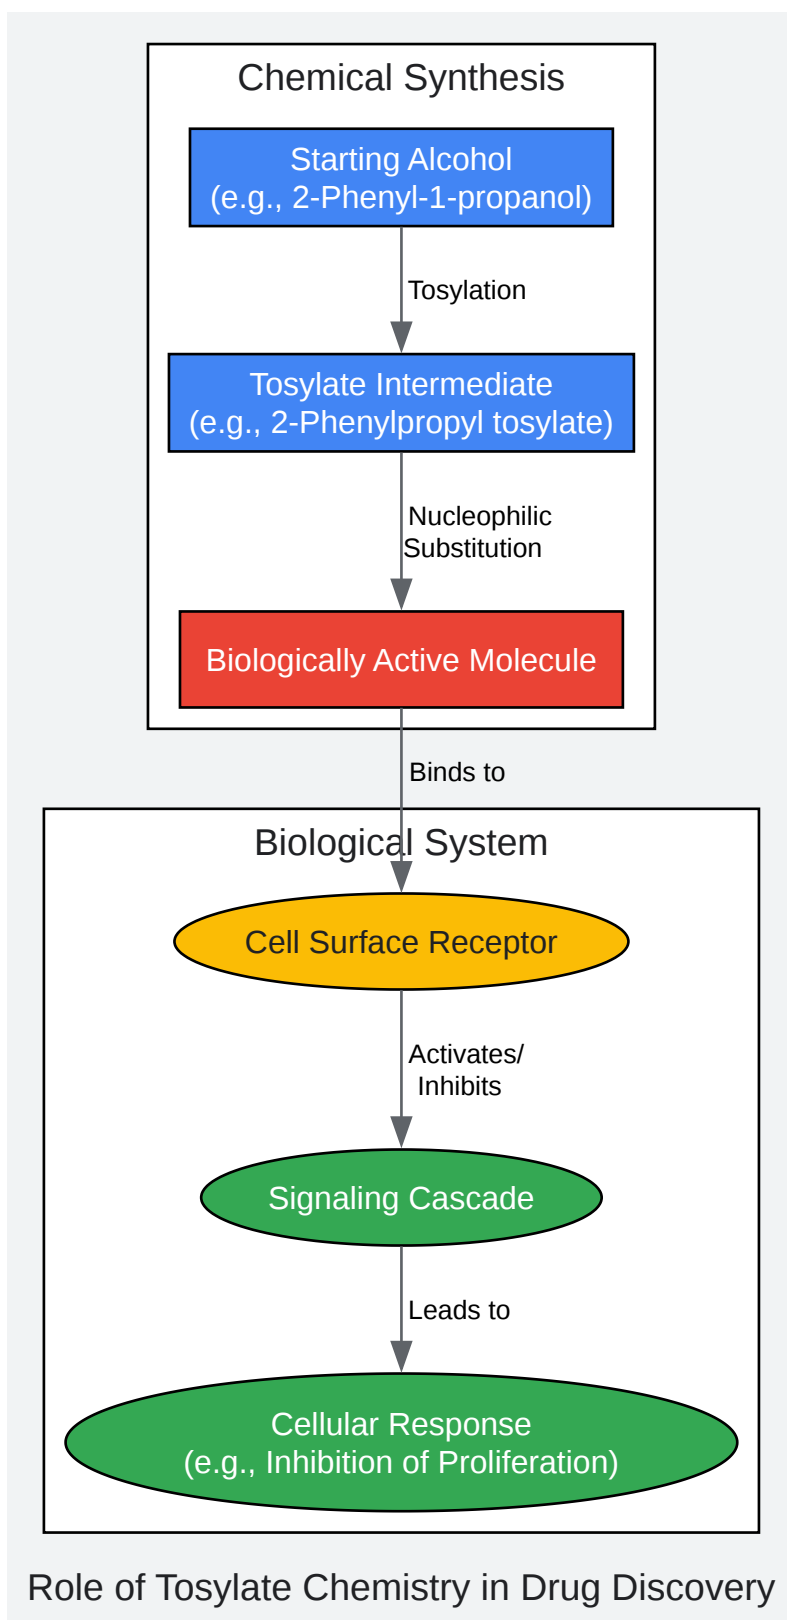 Chemical Synthesis
Starting Alcohol
(e.g., 2-Phenyl-1-propanol)
Tosylation
Tosylate Intermediate
(e.g., 2-Phenylpropyl tosylate)
Nucleophilic
Substitution
Biologically Active Molecule
Binds to
Biological System
Cell Surface Receptor
Activates/
Inhibits
Signaling Cascade
Leads to
Cellular Response
(e.g., Inhibition of Proliferation)
Role of Tosylate Chemistry in Drug Discovery